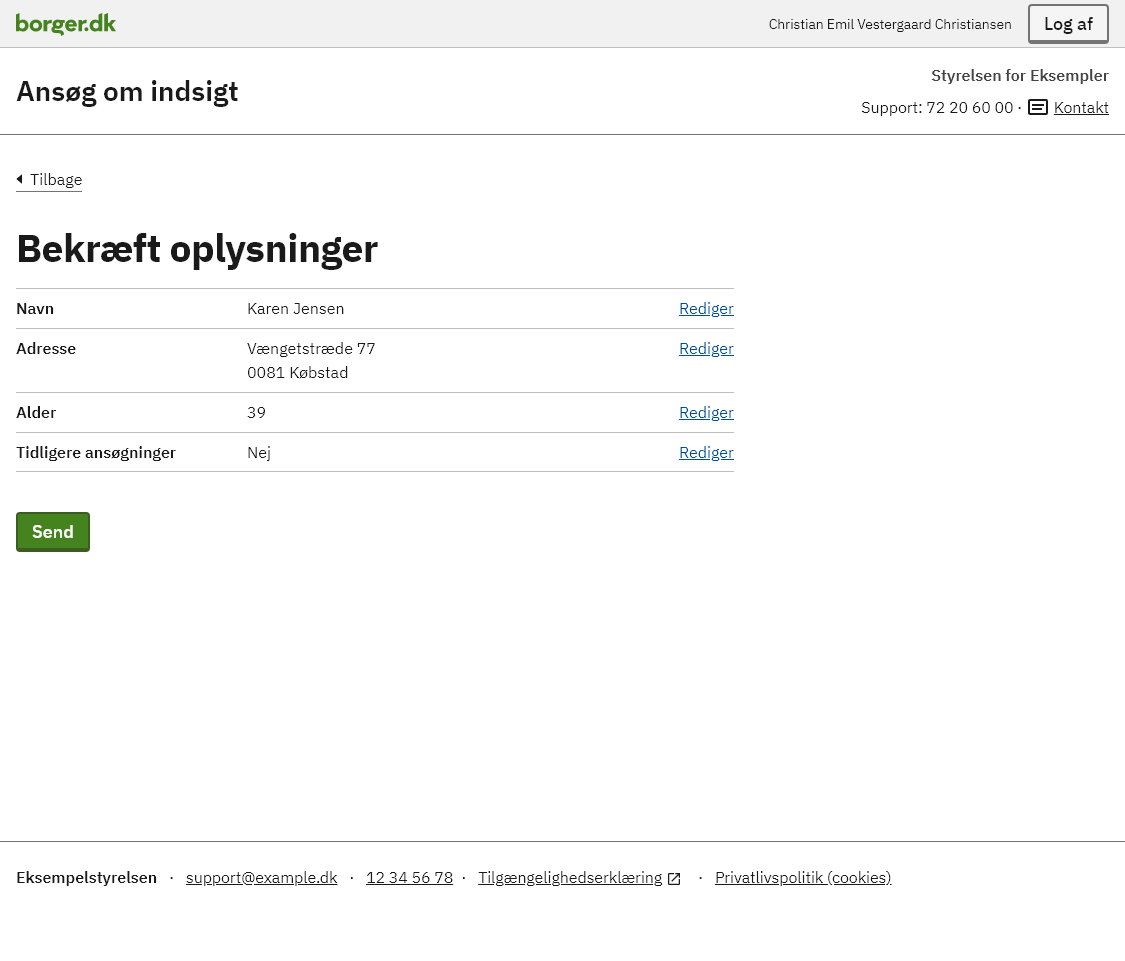 borger.dk
Christian Emil Vestergaard Christiansen
Log af
Ansøg om indsigt
Styrelsen for Eksempler
Support: 72 20 60 00 · Kontakt
Tilbage
Bekræft oplysninger
Navn Karen Jensen Rediger
Adresse Vængetstræde 77 Rediger
0081 Købstad
Alder 39 Rediger
Tidligere ansøgninger Nej Rediger
Send
Eksempelstyrelsen · support@example.dk · 12 34 56 78 · Tilgængelighedserklæring · Privatlivspolitik (cookies)